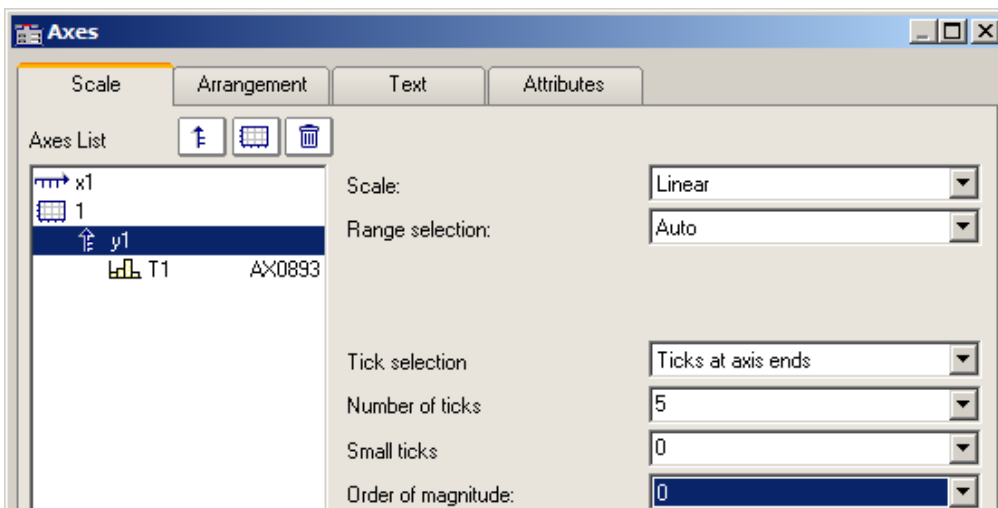 Axes
Scale Arrangement Text Attributes
Axes List
x1
Scale: Linear
1
Range selection: Auto
y1
T1 AX0893
Tick selection Ticks at axis ends
Number of ticks 5
Small ticks 0
Order of magnitude: 0